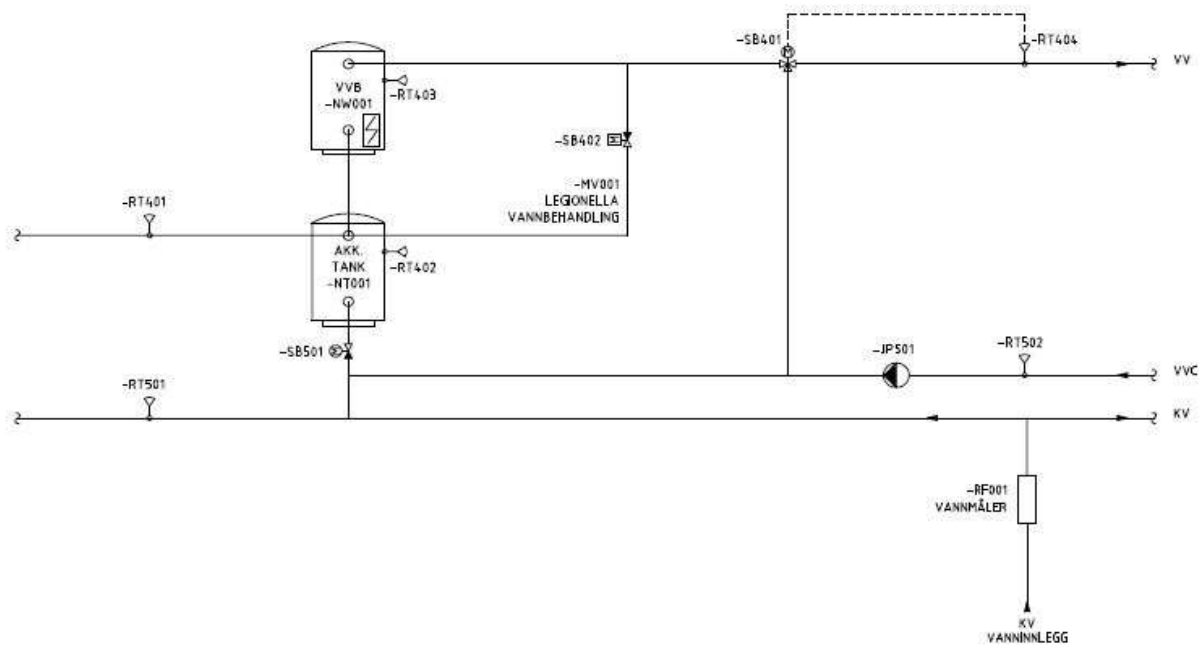 -SB401
M
-RT404
VV
VVB
-NW001
-RT403
-SB402
M
-MV001
LEGIONELLA
VANNBEHANDLING
-RT401
AKK.
TANK
-NT001
-RT402
-SB501
-JP501
-RT502
VVC
-RT501
KV
-RF001
VANNMÅLER
KV
VANNINNLEGG